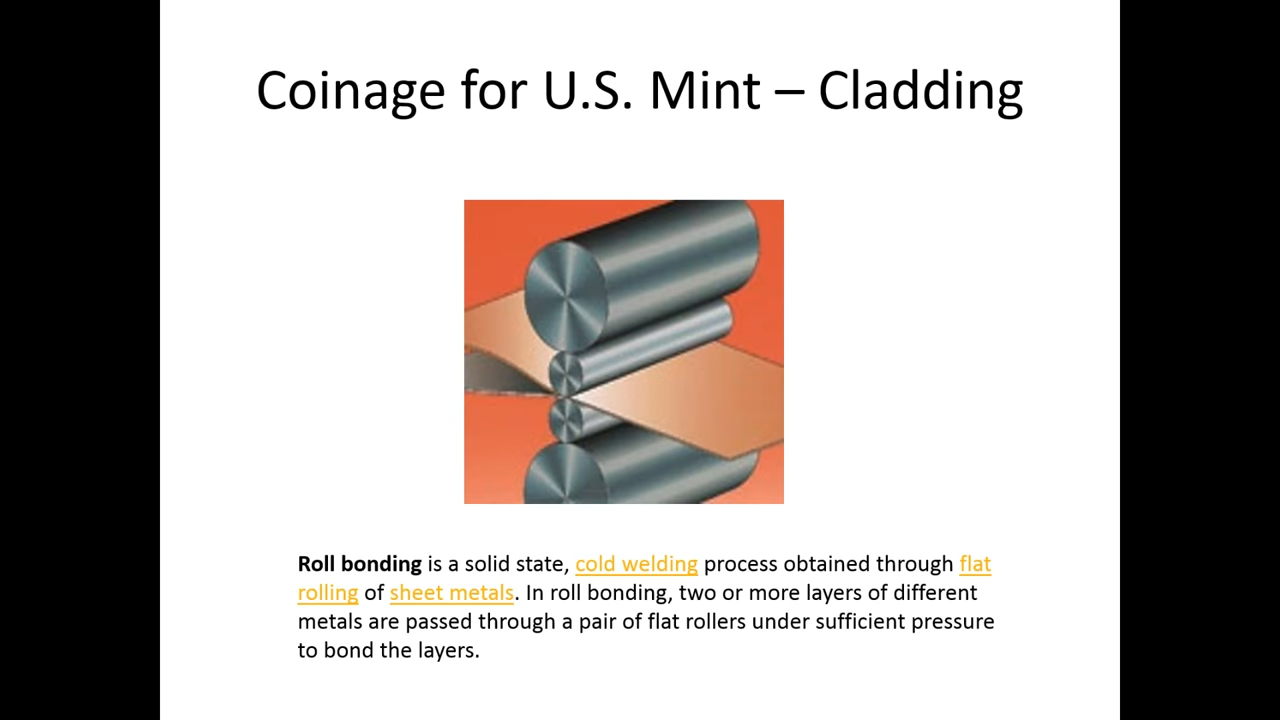 Coinage for U.S. Mint – Cladding
Roll bonding is a solid state, cold welding process obtained through flat
rolling of sheet metals. In roll bonding, two or more layers of different
metals are passed through a pair of flat rollers under sufficient pressure
to bond the layers.